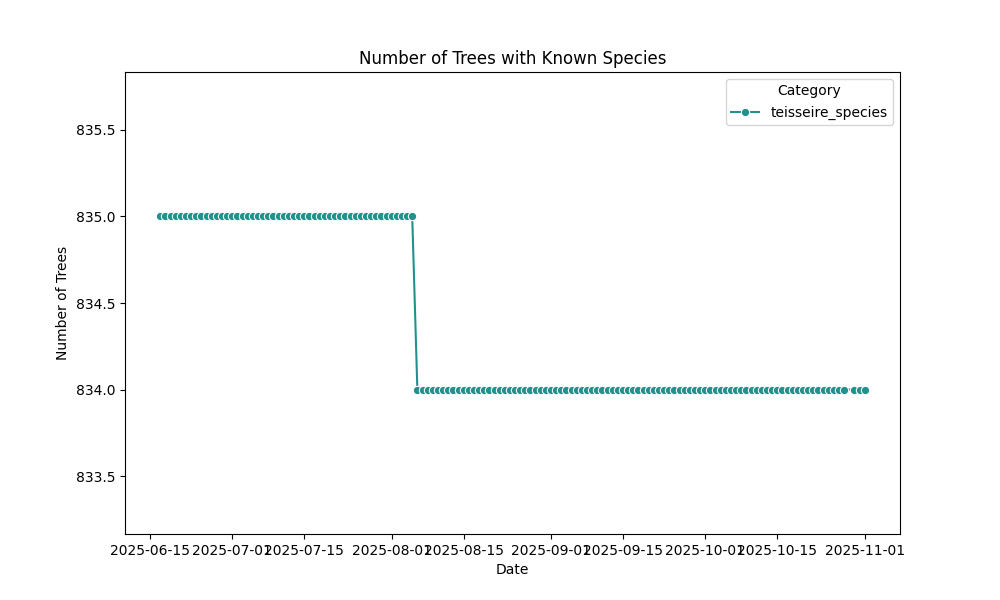 Number of Trees with Known Species
Category
teisseire_species
835.5
835.0
834.5
834.0
833.5
Number of Trees
2025-06-15 2025-07-01 2025-07-15 2025-08-01 2025-08-15 2025-09-01 2025-09-15 2025-10-01 2025-10-15 2025-11-01
Date